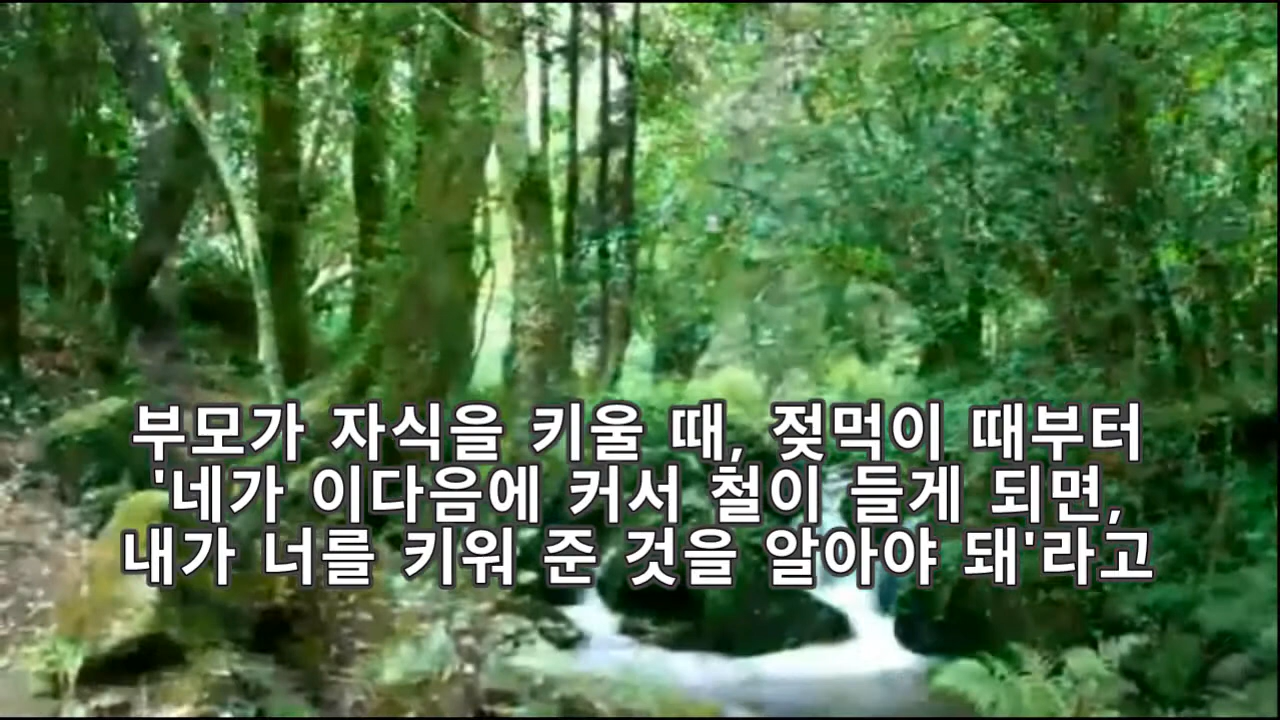 부모가 자식을 키울 때, 젖먹이 때부터
'네가 이다음에 커서 철이 들게 되면,
내가 너를 키워 준 것을 알아야 돼'라고